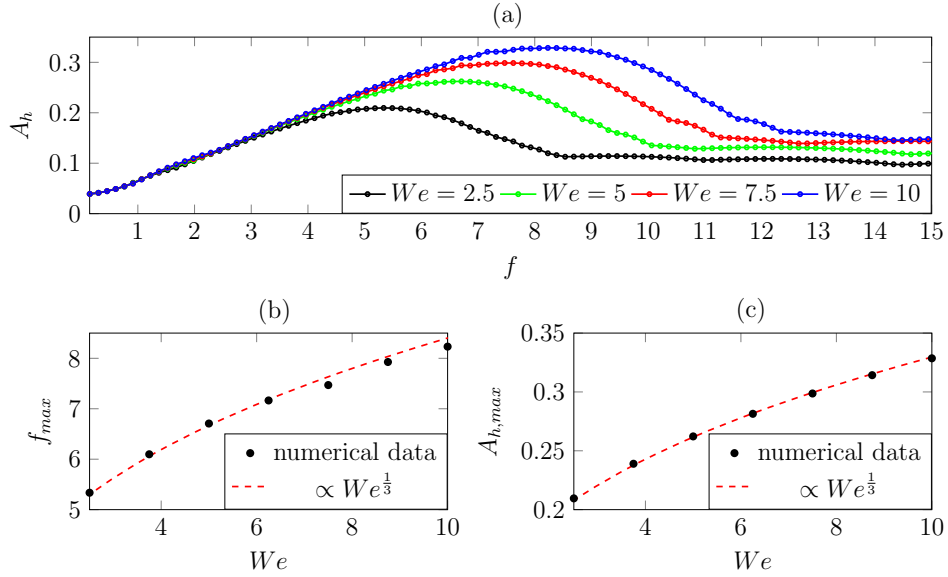 (a)
A_h
0.3
0.2
0.1
0
We = 2.5 We = 5 We = 7.5 We = 10
1 2 3 4 5 6 7 8 9 10 11 12 13 14 15
f
(b)
f_{max}
8
7
6
5
numerical data
∝ We^{1/3}
4 6 8 10
We
(c)
A_{h,max}
0.35
0.3
0.25
0.2
numerical data
∝ We^{1/3}
4 6 8 10
We